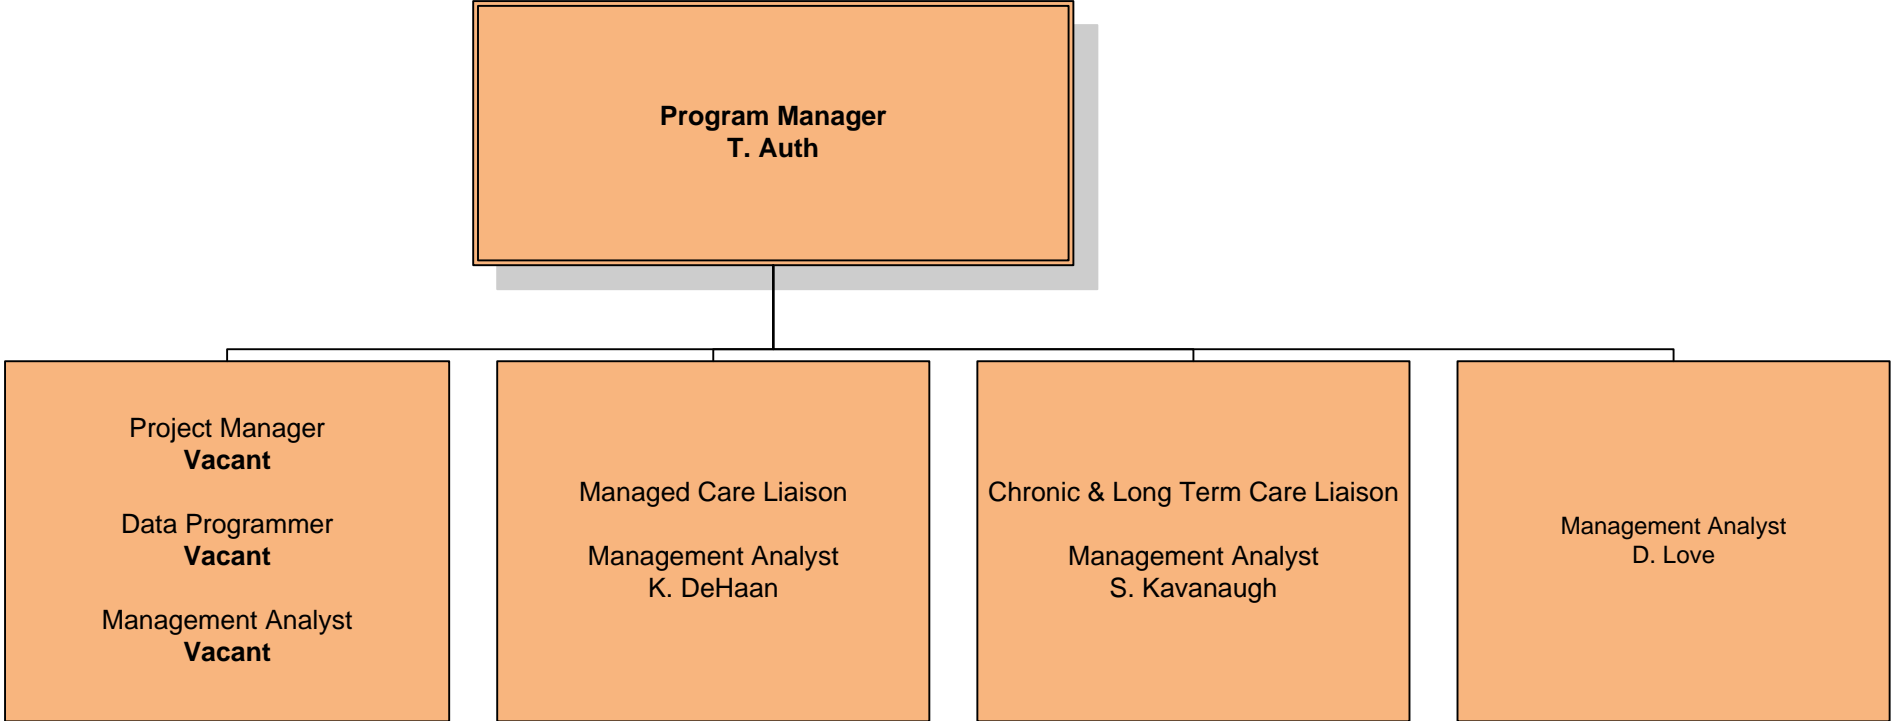 Program Manager
T. Auth
Project Manager
Vacant
Data Programmer
Vacant
Management Analyst
Vacant
Managed Care Liaison
Management Analyst
K. DeHaan
Chronic & Long Term Care Liaison
Management Analyst
S. Kavanaugh
Management Analyst
D. Love